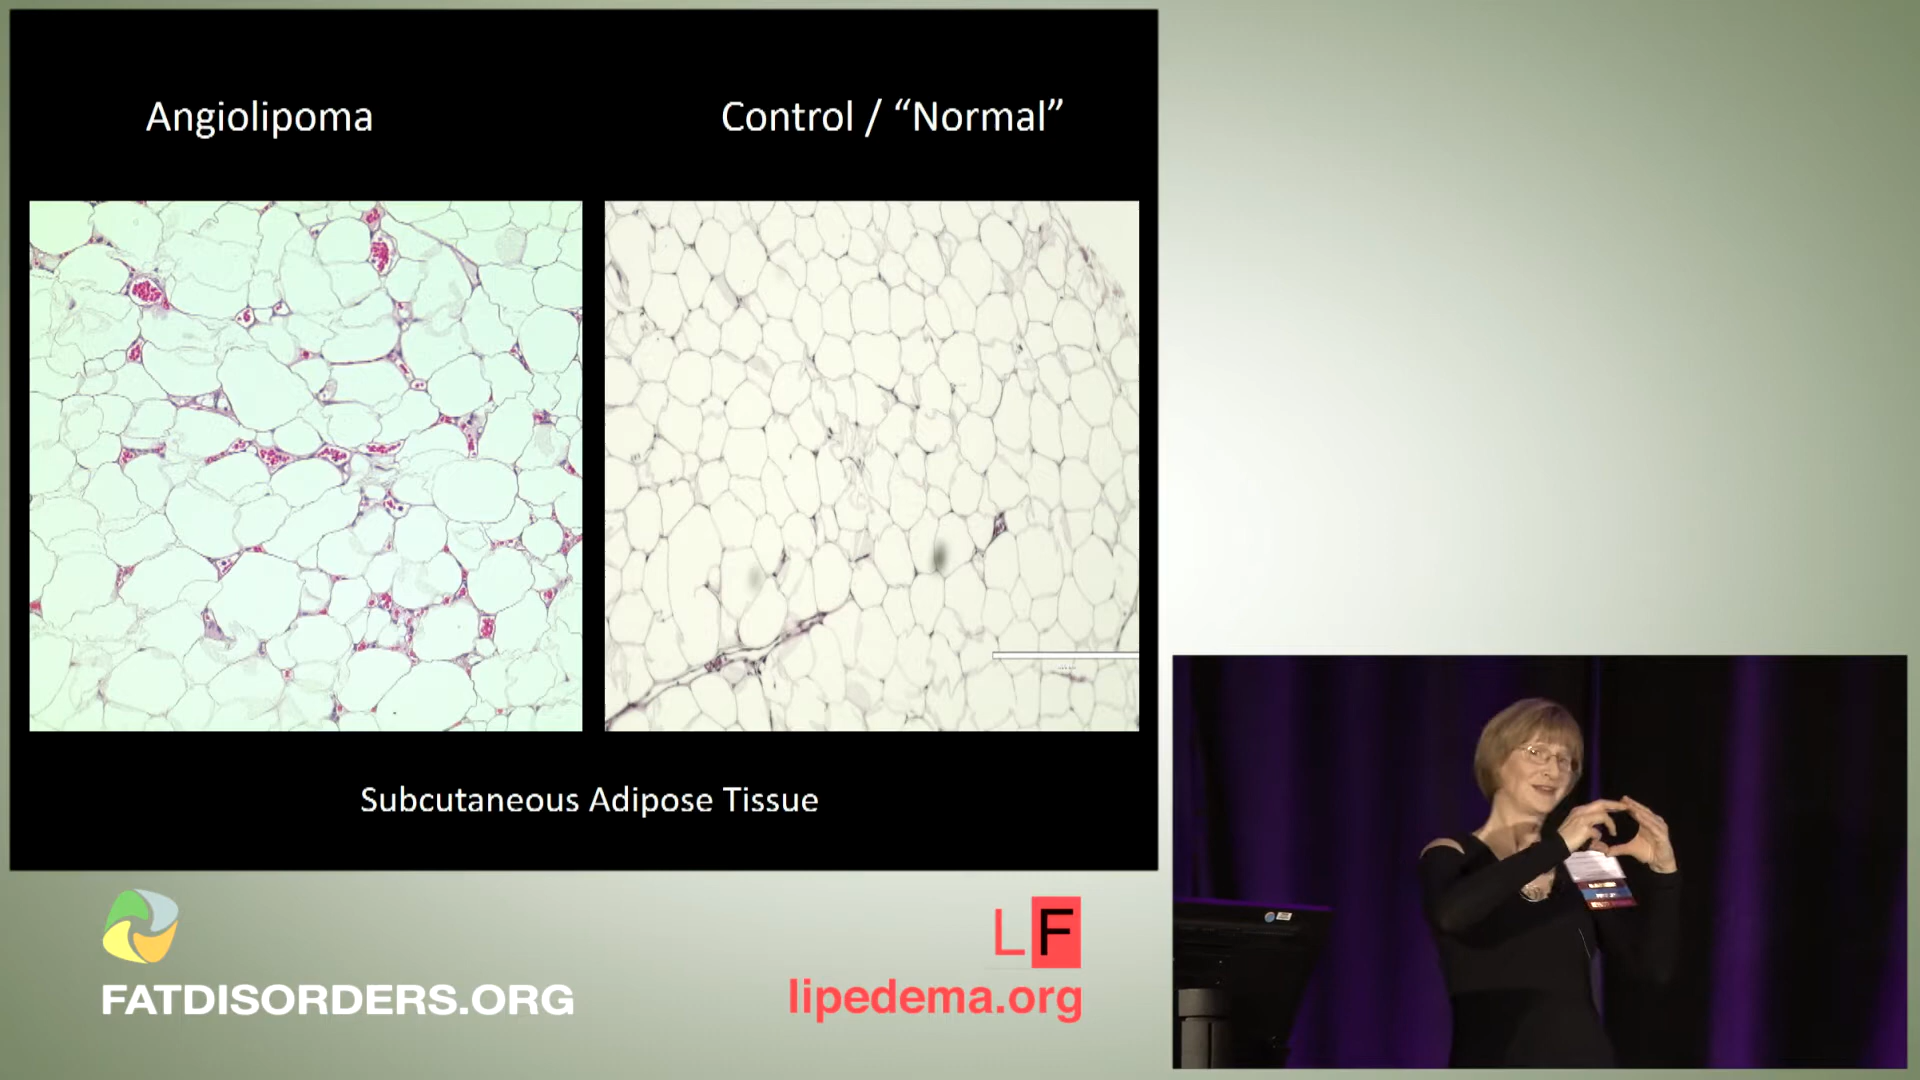 Angiolipoma
Control / “Normal”
Subcutaneous Adipose Tissue
FATDISORDERS.ORG
LF
lipedema.org